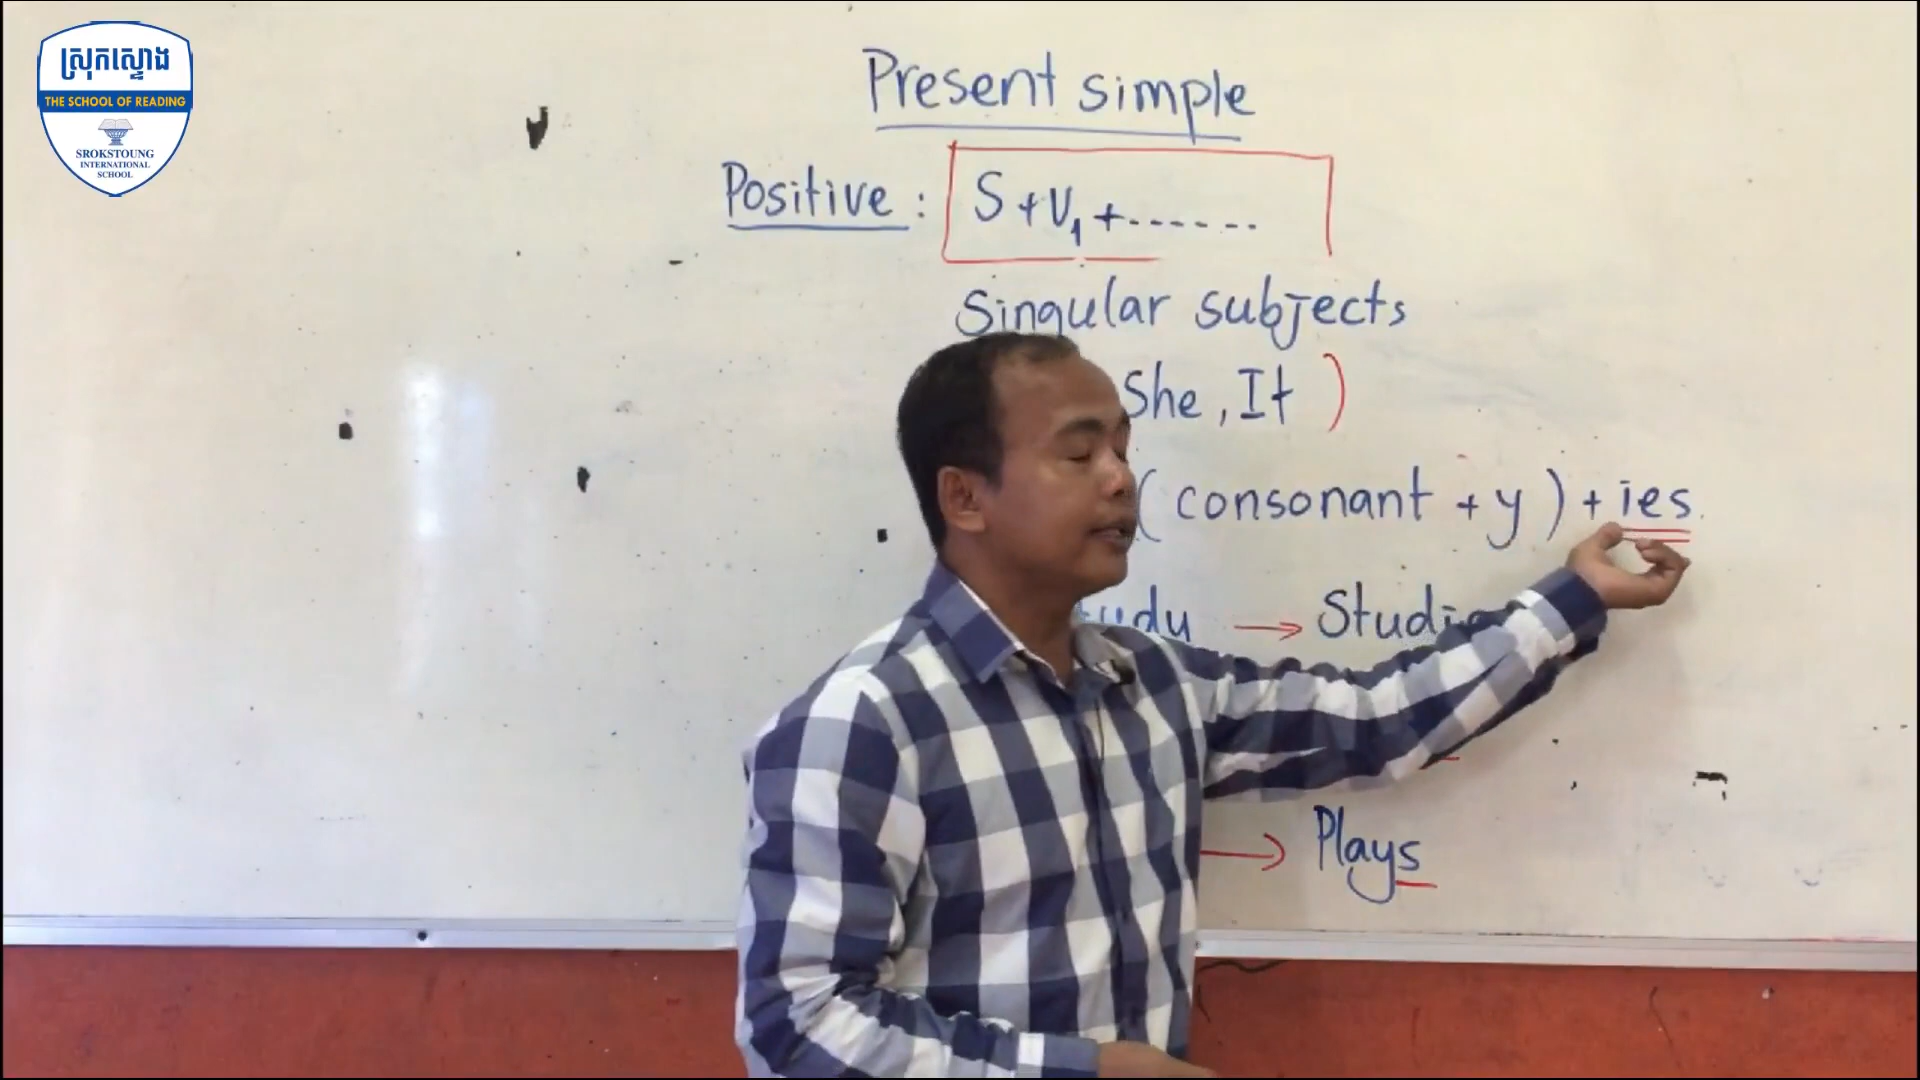 ស្រុកស្ទោង
THE SCHOOL OF READING
SROKSTOUNG
INTERNATIONAL
SCHOOL
Present simple
Positive : S + V1 + .......
Singular subjects
She , It )
( consonant + y ) + ies.
→
→ Plays